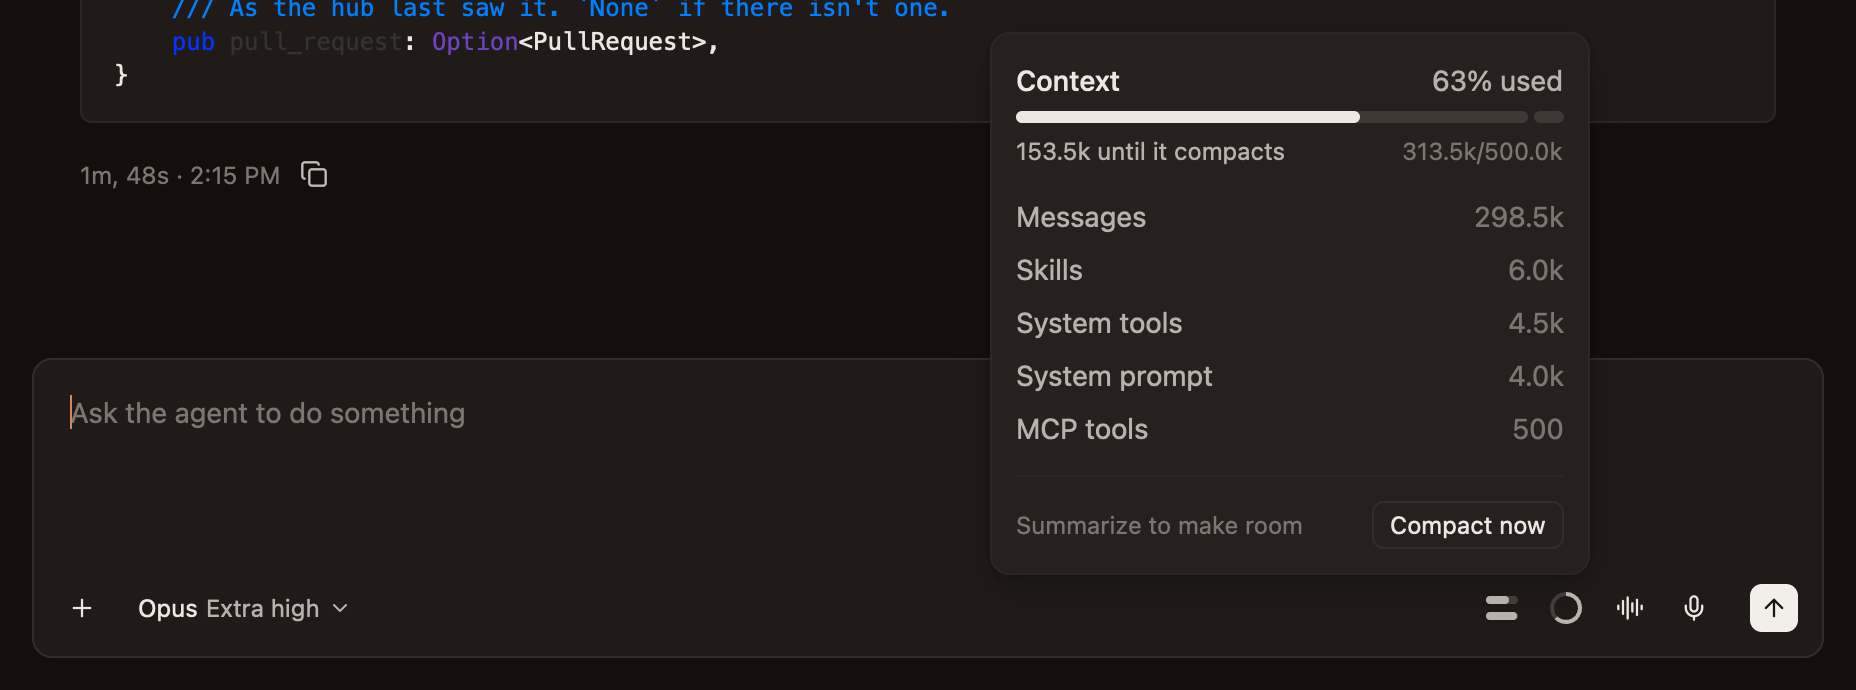 /// As the hub last saw it. `None` if there isn't one.
pub pull_request: Option<PullRequest>,
}
1m, 48s · 2:15 PM
Context
63% used
153.5k until it compacts
313.5k/500.0k
Messages
298.5k
Skills
6.0k
System tools
4.5k
System prompt
4.0k
MCP tools
500
Summarize to make room
Compact now
Ask the agent to do something
Opus Extra high